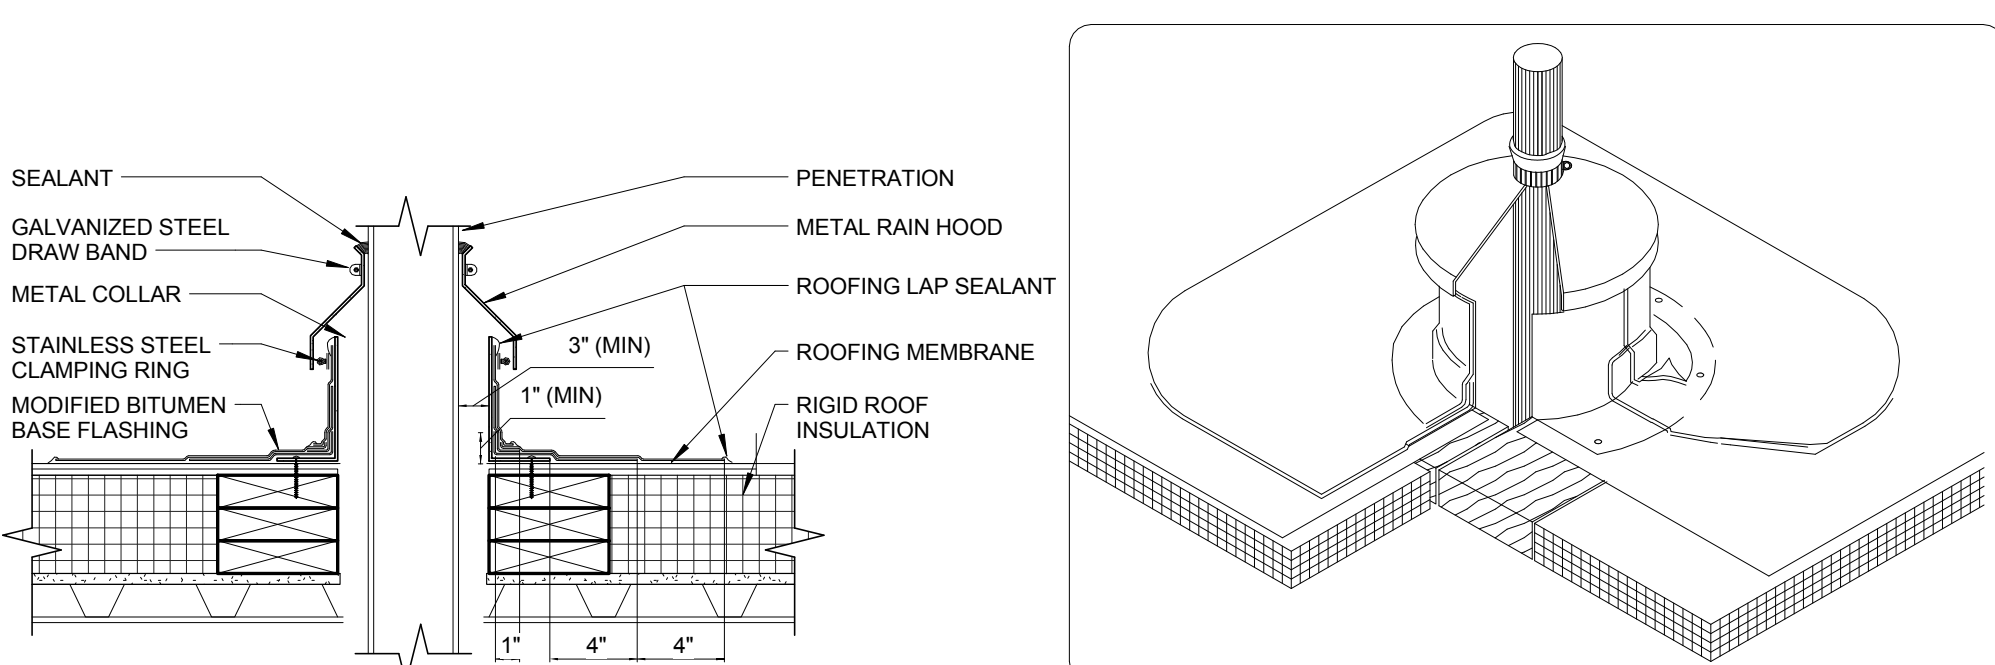 SEALANT
GALVANIZED STEEL
DRAW BAND
METAL COLLAR
STAINLESS STEEL
CLAMPING RING
MODIFIED BITUMEN
BASE FLASHING
PENETRATION
METAL RAIN HOOD
ROOFING LAP SEALANT
3" (MIN)
ROOFING MEMBRANE
1" (MIN)
RIGID ROOF
INSULATION
1"
4"
4"